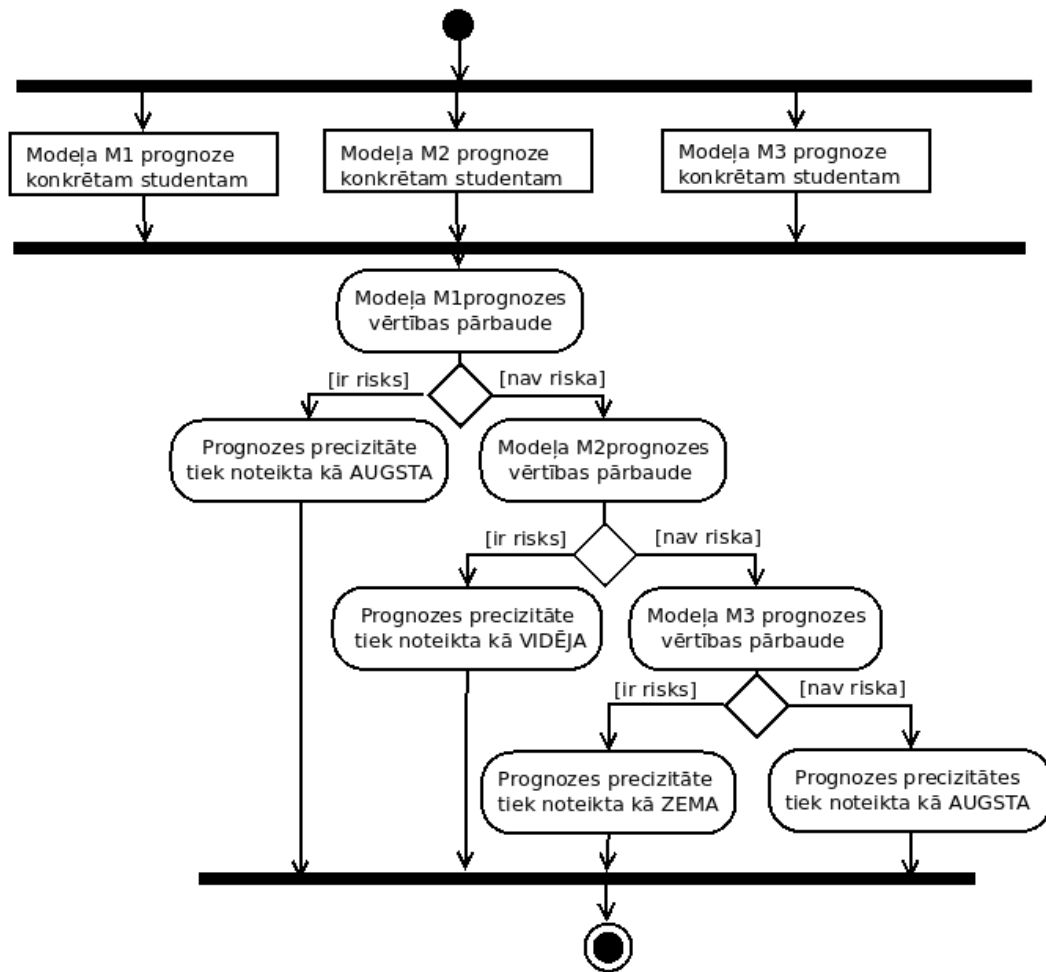 Modeļa M1 prognoze
konkrētam studentam
Modeļa M2 prognoze
konkrētam studentam
Modeļa M3 prognoze
konkrētam studentam
Modeļa M1prognozes
vērtības pārbaude
[ir risks]
[nav riska]
Prognozes precizitāte
tiek noteikta kā AUGSTA
Modeļa M2prognozes
vērtības pārbaude
[ir risks]
[nav riska]
Prognozes precizitāte
tiek noteikta kā VIDĒJA
Modeļa M3 prognozes
vērtības pārbaude
[ir risks]
[nav riska]
Prognozes precizitāte
tiek noteikta kā ZEMA
Prognozes precizitātes
tiek noteikta kā AUGSTA